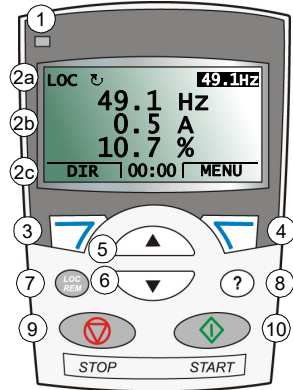 1
2a
LOC ↻ 49.1Hz
49.1 Hz
2b
0.5 A
10.7 %
2c
DIR 00:00 MENU
3
4
5
7
LOC
REM
6
?
8
9
10
STOP START